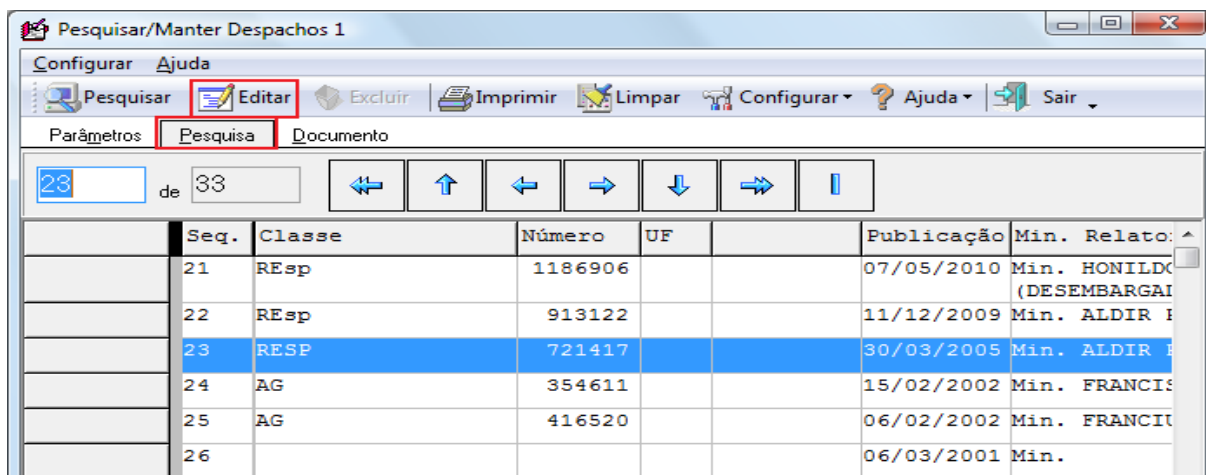 Pesquisar/Manter Despachos 1
Configurar Ajuda
Pesquisar Editar Excluir Imprimir Limpar Configurar Ajuda Sair
Parâmetros Pesquisa Documento
23 de 33
Seq. Classe Número UF Publicação Min. Relato
21 REsp 1186906 07/05/2010 Min. HONILDO
(DESEMBARGA
22 REsp 913122 11/12/2009 Min. ALDIR
23 RESP 721417 30/03/2005 Min. ALDIR
24 AG 354611 15/02/2002 Min. FRANCIS
25 AG 416520 06/02/2002 Min. FRANCIU
26 06/03/2001 Min.